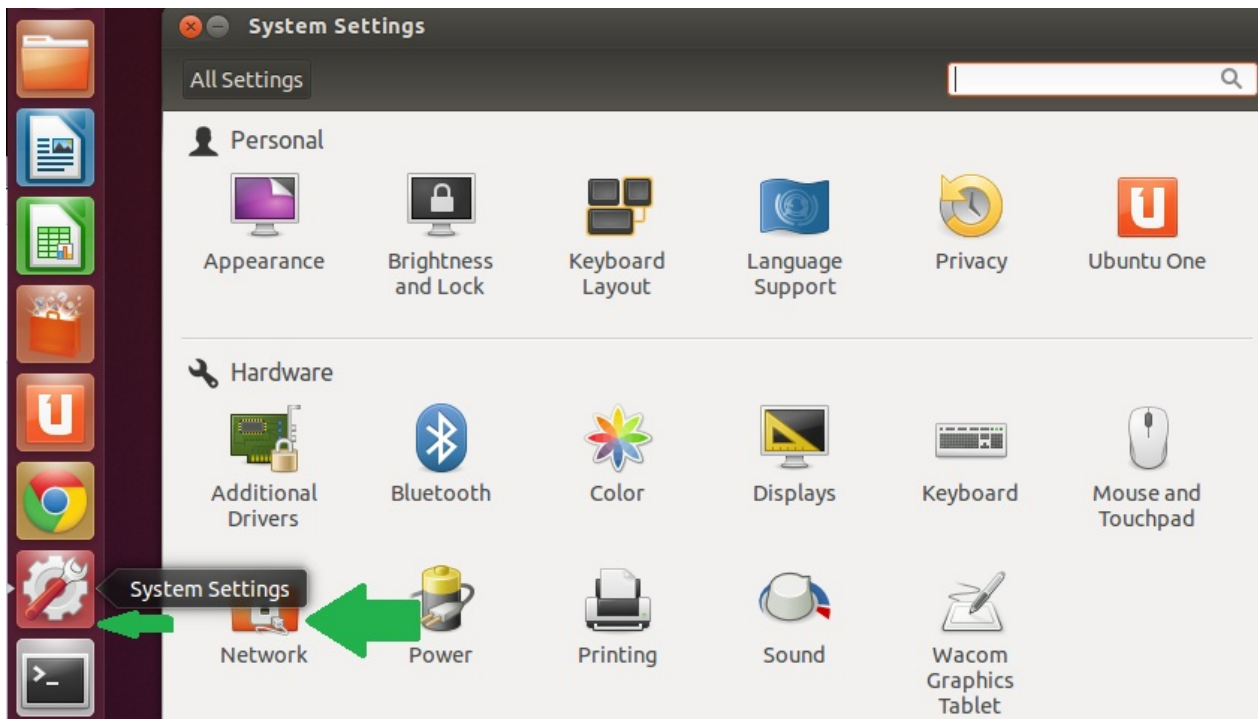 System Settings
All Settings
Personal
Appearance
Brightness
and Lock
Keyboard
Layout
Language
Support
Privacy
Ubuntu One
Hardware
Additional
Drivers
Bluetooth
Color
Displays
Keyboard
Mouse and
Touchpad
System Settings
Network
Power
Printing
Sound
Wacom
Graphics
Tablet